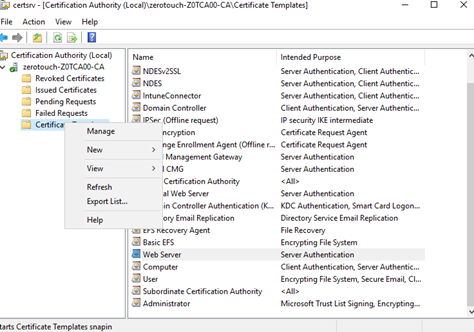 certsrv - [Certification Authority (Local)\zerotouch-Z0TCA00-CA\Certificate Templates]
File Action View Help
Certification Authority (Local)
zerotouch-Z0TCA00-CA
Revoked Certificates
Issued Certificates
Pending Requests
Failed Requests
Manage
New
View
Refresh
Export List...
Help
Name Intended Purpose
NDESv2SSL Server Authentication, Client Authentic...
NDES Server Authentication, Client Authentic...
IntuneConnector Server Authentication, Client Authentic...
Domain Controller Client Authentication, Server Authentic...
IPSec (Offline request) IP security IKE intermediate
Encryption Certificate Request Agent
Enrollment Agent (Offline r... Certificate Request Agent
Management Gateway Server Authentication
CMG Server Authentication
Certification Authority <All>
Web Server Server Authentication
Authentication KDC Authentication, Smart Card Logon...
Email Replication Directory Service Email Replication
EFS Recovery Agent File Recovery
Basic EFS Encrypting File System
Web Server Server Authentication
Computer Client Authentication, Server Authentic...
User Encrypting File System, Secure Email, Cl...
Subordinate Certification Authority <All>
Administrator Microsoft Trust List Signing, Encrypting...
tarts Certificate Templates snapin